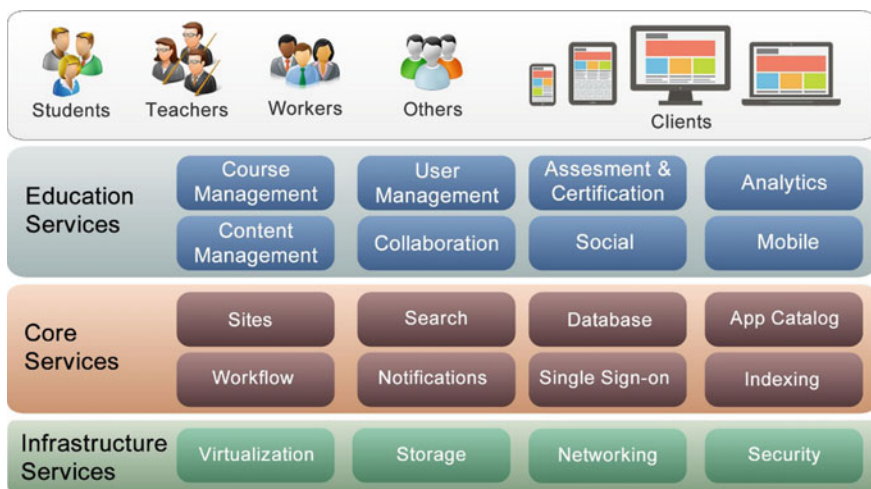 Students
Teachers
Workers
Others
Clients
Education
Services
Course
Management
User
Management
Assesment &
Certification
Analytics
Content
Management
Collaboration
Social
Mobile
Core
Services
Sites
Search
Database
App Catalog
Workflow
Notifications
Single Sign-on
Indexing
Infrastructure
Services
Virtualization
Storage
Networking
Security